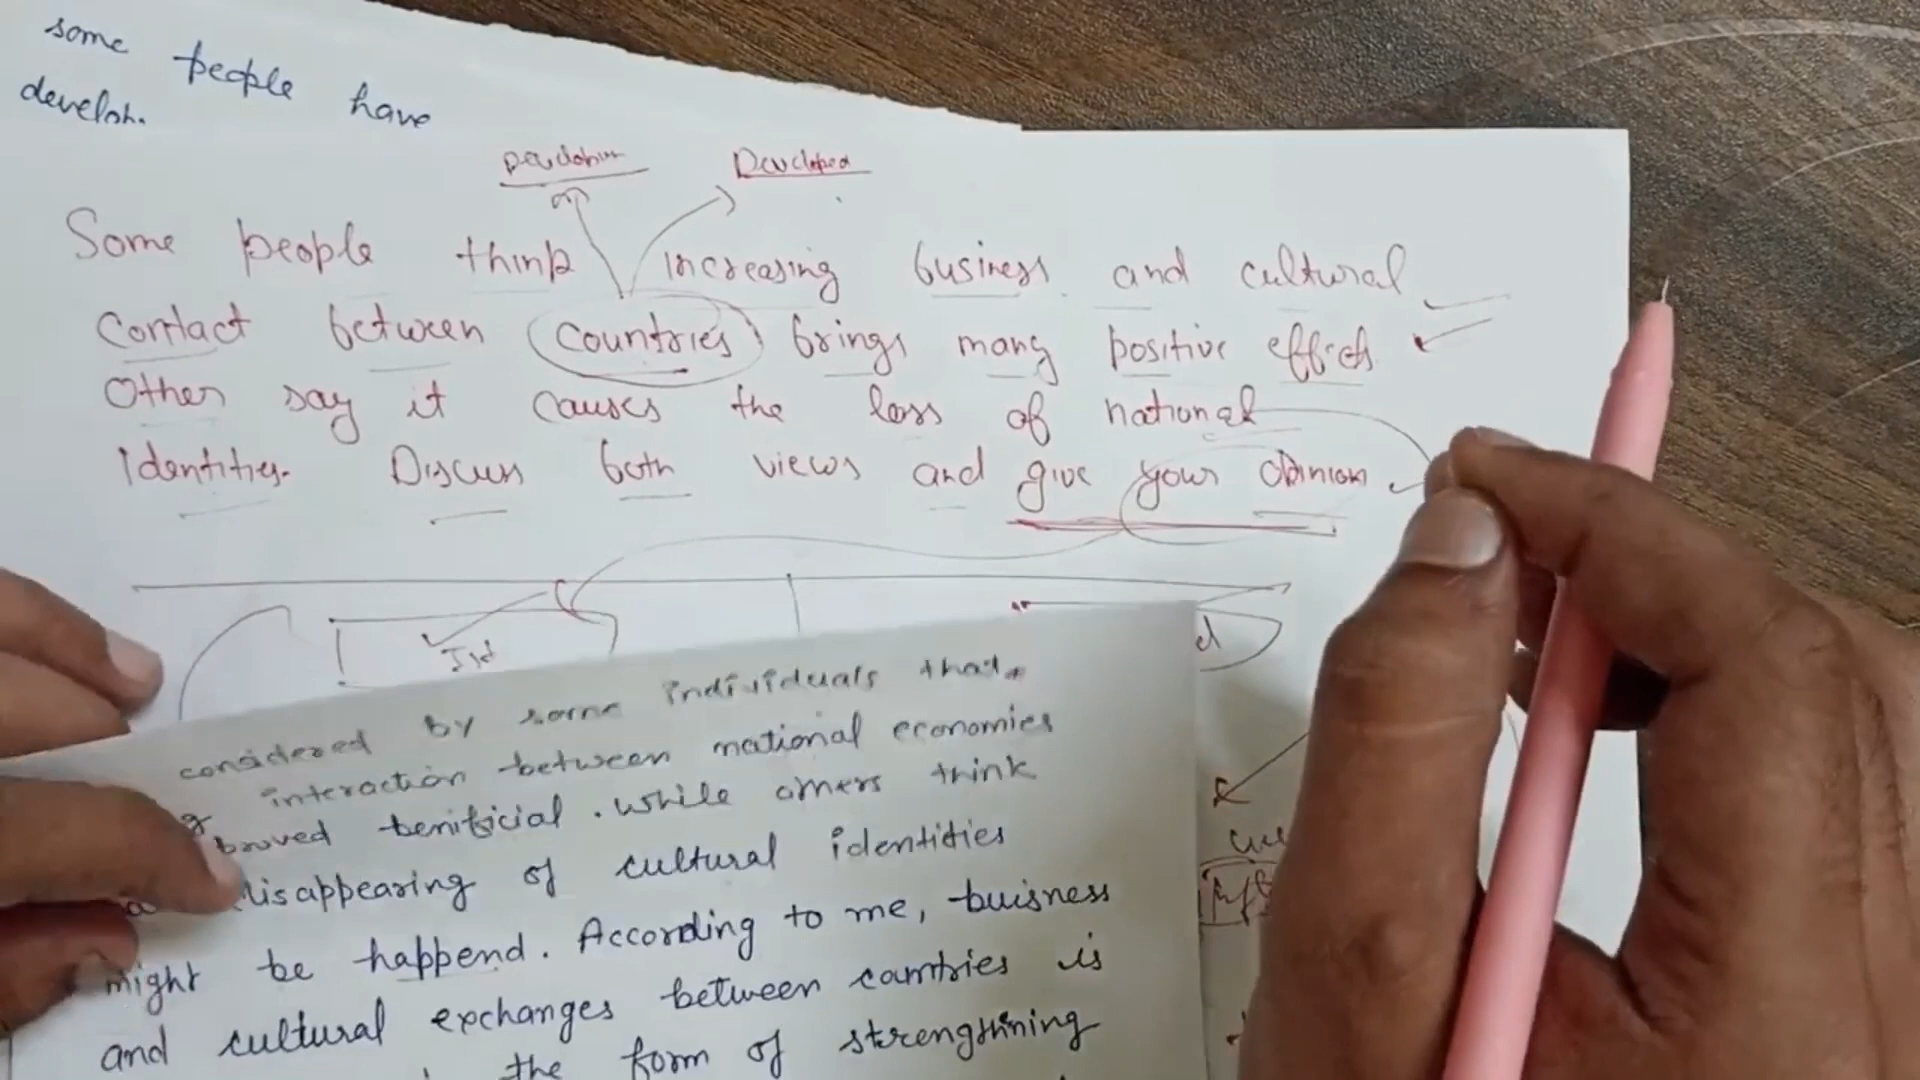 some people have
develop.
Developed
Some people think increasing business and cultural
Contact between Countries brings many positive effects
Other say it causes the loss of national
Identities. Discuss both views and give your opinion
Ind
considered by some individuals that
interaction between national economies
proved benificial. While others think
disappearing of cultural identities
might be happend. According to me, buisness
and cultural exchanges between countries is
the form of strengthining